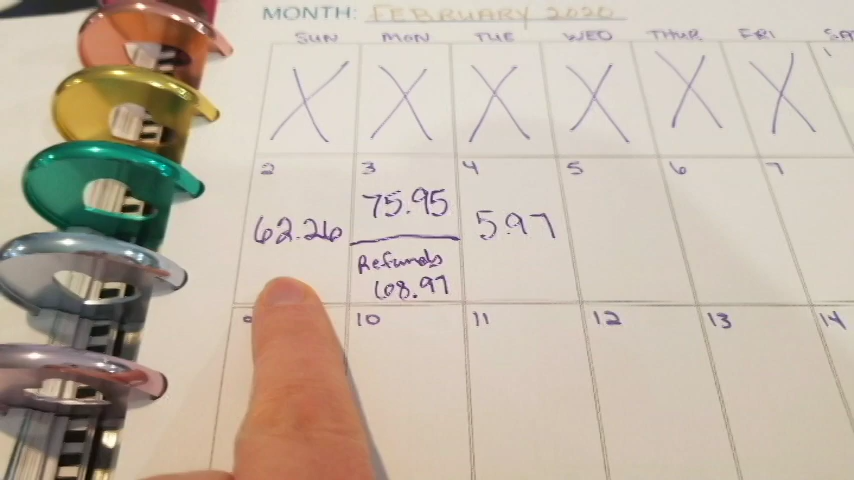 MONTH: FEBRUARY 2020
SUN MON TUE WED THUR FRI SA
1
2 3 4 5 6 7
62.26 75.95 5.97
Refunds
68.97
10 11 12 13 14